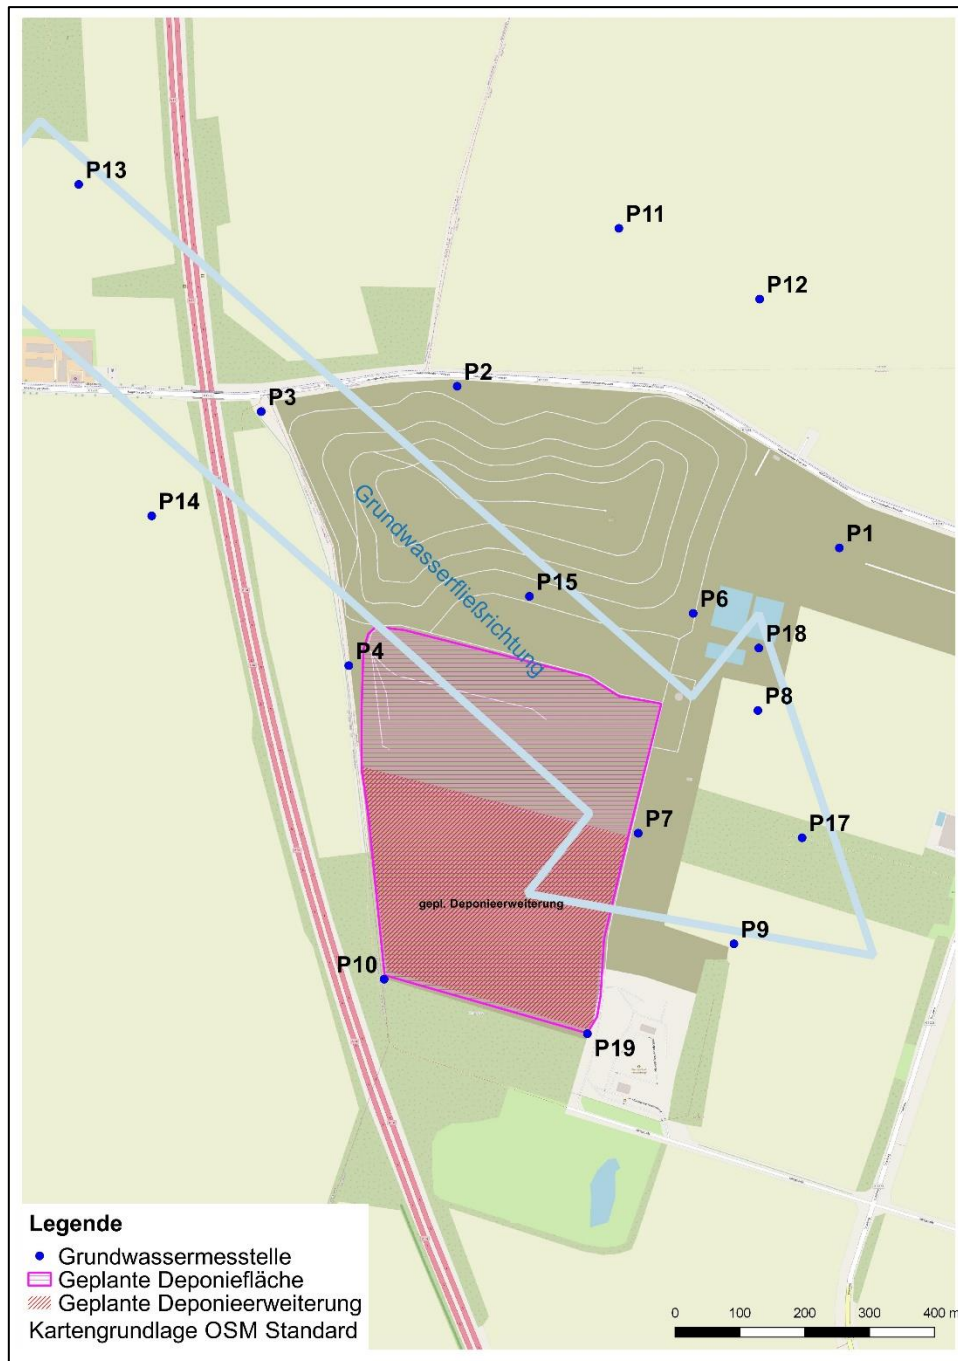 P13
P11
P12
P2
P3
P14
P1
Grundwasserfließrichtung
P15
P6
P18
P4
P8
P7
P17
gepl. Deponieerweiterung
P9
P10
P19
Legende
Grundwassermesstelle
Geplante Deponiefläche
Geplante Deponieerweiterung
Kartengrundlage OSM Standard
0 100 200 300 400 m